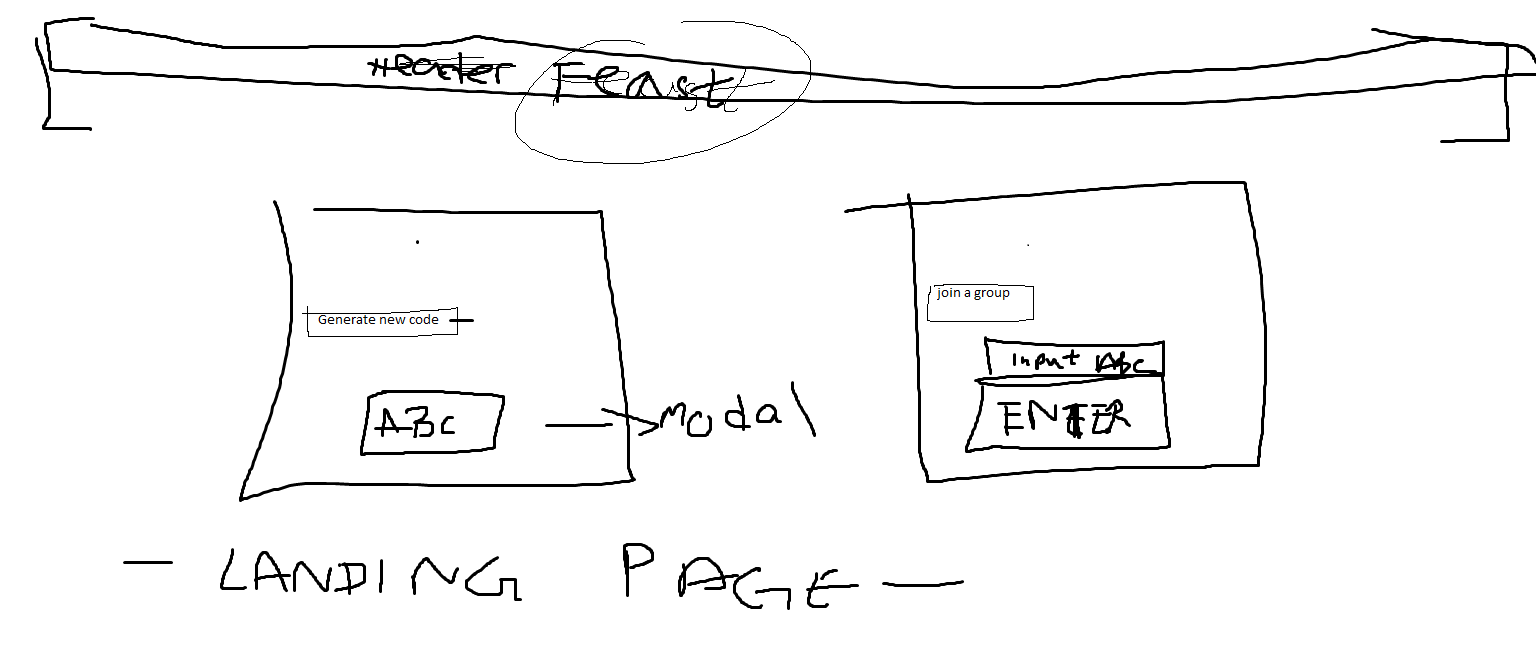 Header Feast
Generate new code
ABC
Modal
join a group
Input ABC
ENTER
- LANDING PAGE -